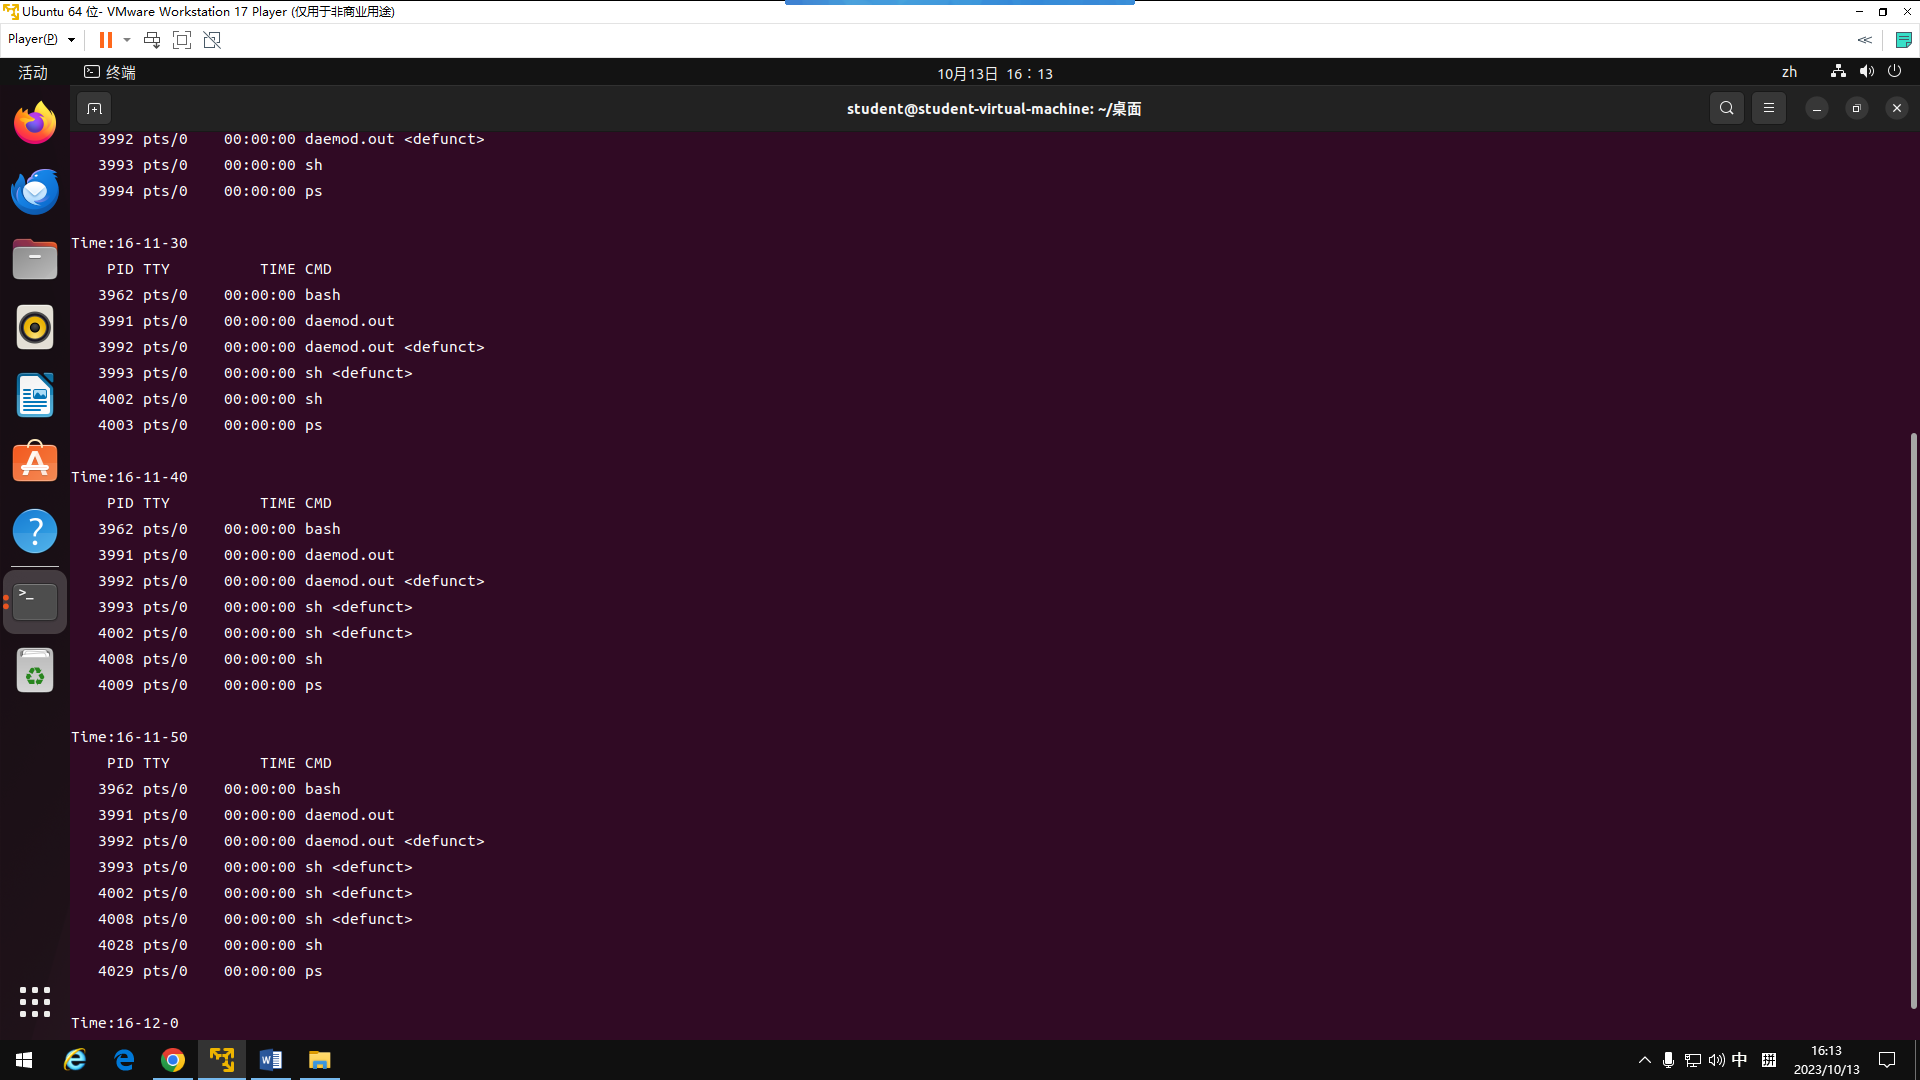 Ubuntu 64 位- VMware Workstation 17 Player (仅用于非商业用途)
Player(P)
活动 终端 10月13日 16：13 zh
student@student-virtual-machine: ~/桌面
3992 pts/0 00:00:00 daemod.out <defunct>
3993 pts/0 00:00:00 sh
3994 pts/0 00:00:00 ps
Time:16-11-30
PID TTY TIME CMD
3962 pts/0 00:00:00 bash
3991 pts/0 00:00:00 daemod.out
3992 pts/0 00:00:00 daemod.out <defunct>
3993 pts/0 00:00:00 sh <defunct>
4002 pts/0 00:00:00 sh
4003 pts/0 00:00:00 ps
Time:16-11-40
PID TTY TIME CMD
3962 pts/0 00:00:00 bash
3991 pts/0 00:00:00 daemod.out
3992 pts/0 00:00:00 daemod.out <defunct>
3993 pts/0 00:00:00 sh <defunct>
4002 pts/0 00:00:00 sh <defunct>
4008 pts/0 00:00:00 sh
4009 pts/0 00:00:00 ps
Time:16-11-50
PID TTY TIME CMD
3962 pts/0 00:00:00 bash
3991 pts/0 00:00:00 daemod.out
3992 pts/0 00:00:00 daemod.out <defunct>
3993 pts/0 00:00:00 sh <defunct>
4002 pts/0 00:00:00 sh <defunct>
4008 pts/0 00:00:00 sh <defunct>
4028 pts/0 00:00:00 sh
4029 pts/0 00:00:00 ps
Time:16-12-0
中 拼
16:13
2023/10/13